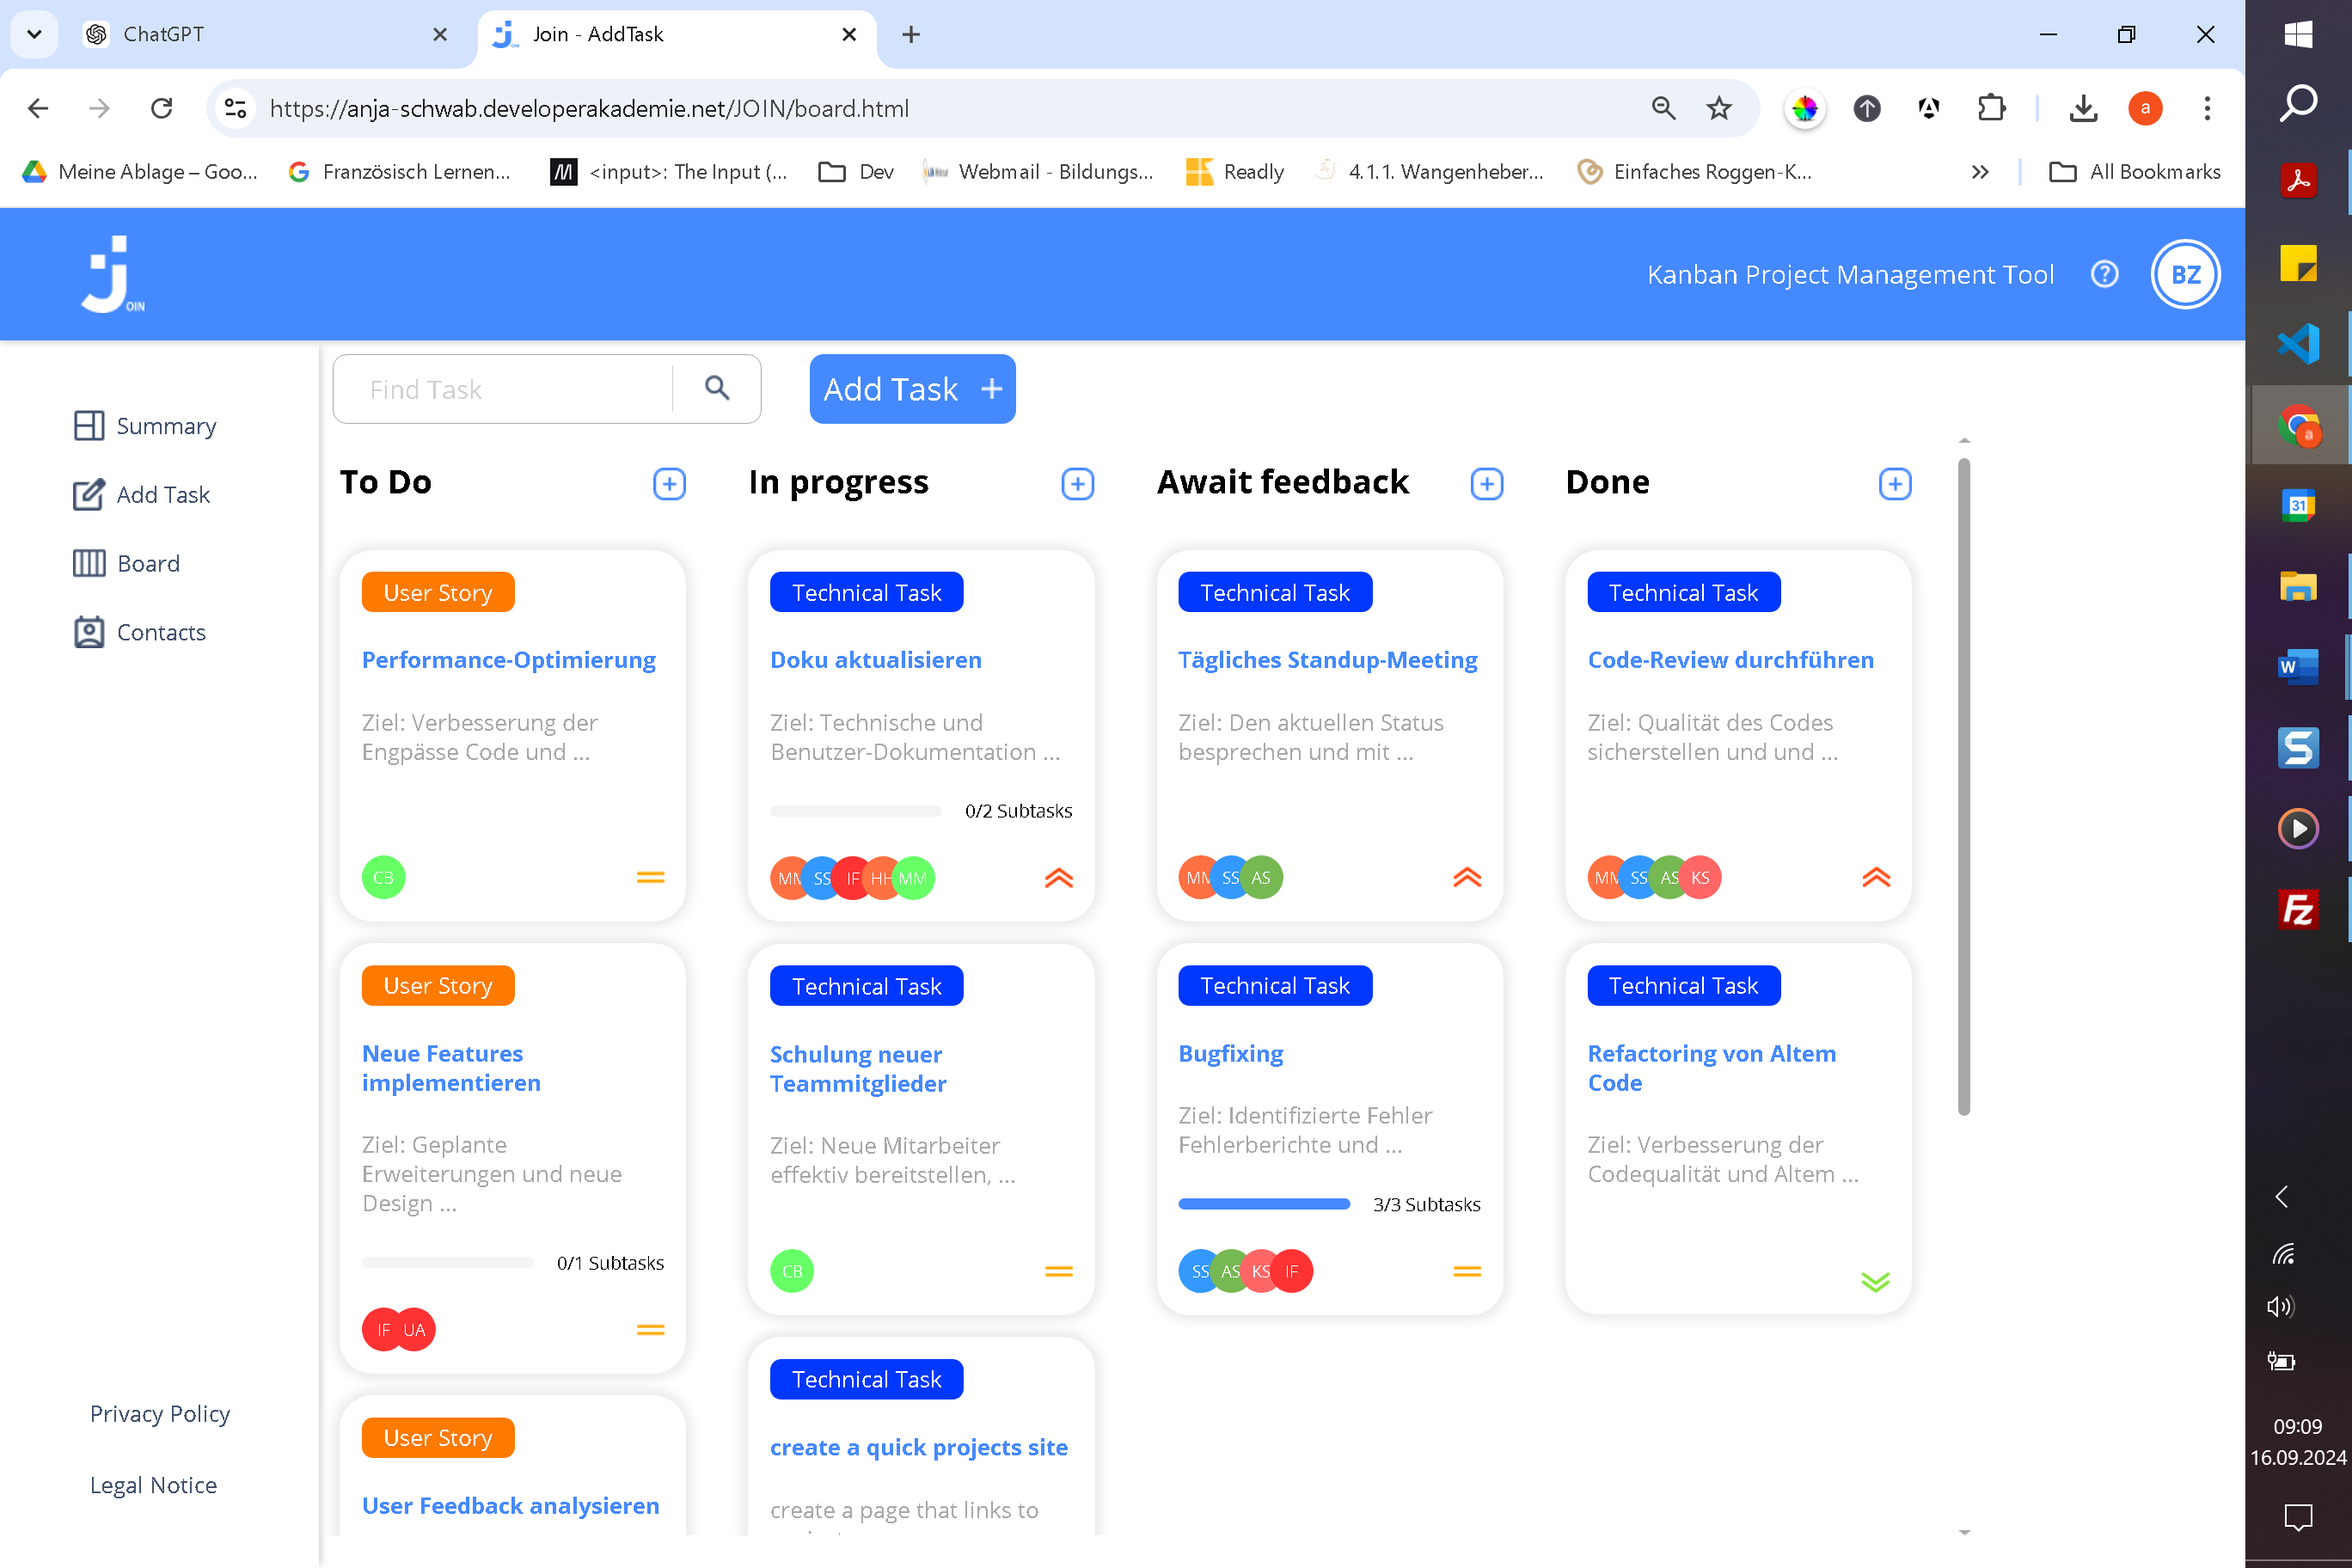 ChatGPT
Join - AddTask
https://anja-schwab.developerakademie.net/JOIN/board.html
a
Meine Ablage – Goo...
Französisch Lernen...
<input>: The Input (...
Dev
Webmail - Bildungs...
Readly
4.1.1. Wangenheber...
Einfaches Roggen-K...
All Bookmarks
OIN
Kanban Project Management Tool
BZ
Summary
Add Task
Board
Contacts
Privacy Policy
Legal Notice
Find Task
Add Task +
To Do
User Story
Performance-Optimierung
Ziel: Verbesserung der
Engpässe Code und ...
CB
User Story
Neue Features
implementieren
Ziel: Geplante
Erweiterungen und neue
Design ...
0/1 Subtasks
IF UA
User Story
User Feedback analysieren
In progress
Technical Task
Doku aktualisieren
Ziel: Technische und
Benutzer-Dokumentation ...
0/2 Subtasks
MM SS IF HH MM
Technical Task
Schulung neuer
Teammitglieder
Ziel: Neue Mitarbeiter
effektiv bereitstellen, ...
CB
Technical Task
create a quick projects site
create a page that links to
Await feedback
Technical Task
Tägliches Standup-Meeting
Ziel: Den aktuellen Status
besprechen und mit ...
MM SS AS
Technical Task
Bugfixing
Ziel: Identifizierte Fehler
Fehlerberichte und ...
3/3 Subtasks
SS AS KS IF
Done
Technical Task
Code-Review durchführen
Ziel: Qualität des Codes
sicherstellen und und ...
MM SS AS KS
Technical Task
Refactoring von Altem
Code
Ziel: Verbesserung der
Codequalität und Altem ...
a
31
W
S
Fz
09:09
16.09.2024